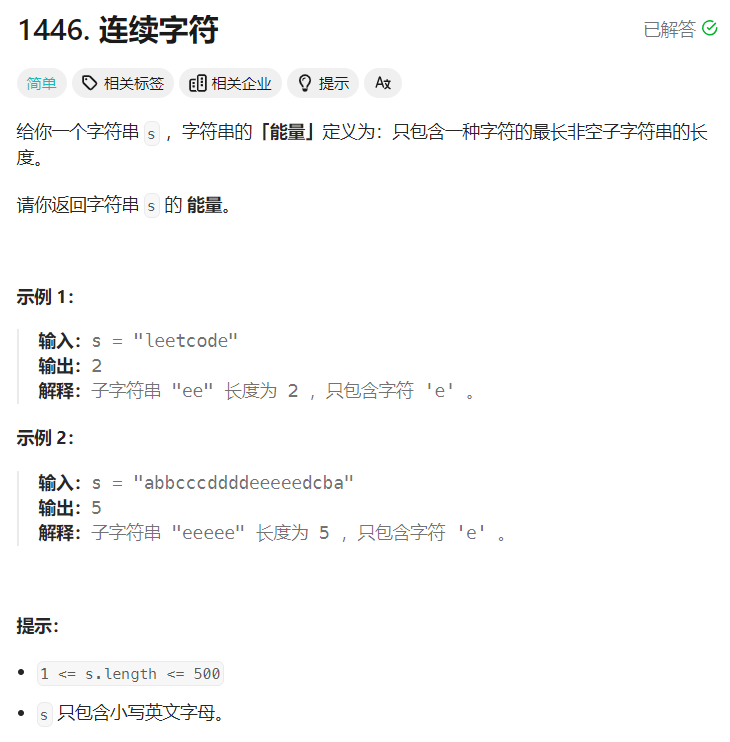 1446. 连续字符
已解答
简单 相关标签 相关企业 提示 Az
给你一个字符串 s ，字符串的「能量」定义为：只包含一种字符的最长非空子字符串的长
度。
请你返回字符串 s 的 能量。
示例 1：
输入：s = "leetcode"
输出：2
解释：子字符串 "ee" 长度为 2 ，只包含字符 'e' 。
示例 2：
输入：s = "abbcccddddeeeeedcba"
输出：5
解释：子字符串 "eeeee" 长度为 5 ，只包含字符 'e' 。
提示：
• 1 <= s.length <= 500
• s 只包含小写英文字母。